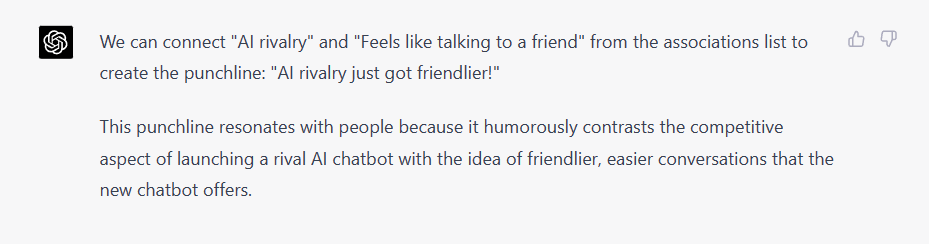 We can connect "AI rivalry" and "Feels like talking to a friend" from the associations list to
create the punchline: "AI rivalry just got friendlier!"
This punchline resonates with people because it humorously contrasts the competitive
aspect of launching a rival AI chatbot with the idea of friendlier, easier conversations that the
new chatbot offers.